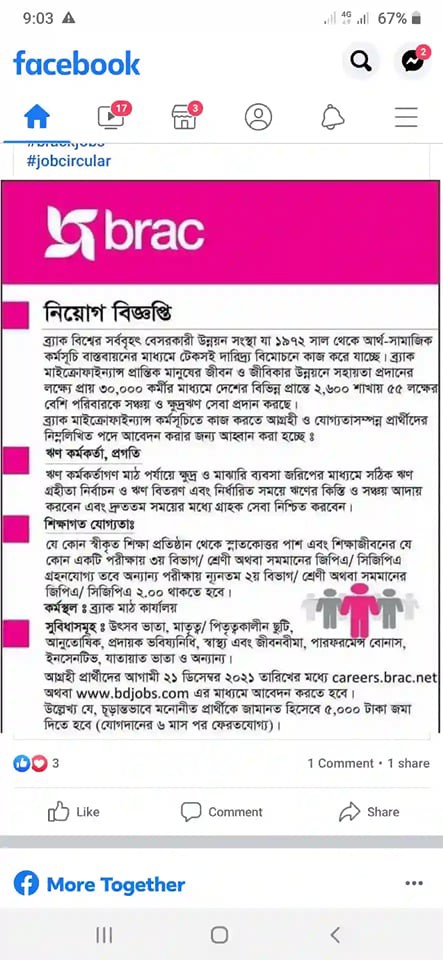 9:03
4G
67%
facebook
2
17
3
#brackjobs
#jobcircular
brac
নিয়োগ বিজ্ঞপ্তি
ব্র্যাক বিশ্বের সর্ববৃহৎ বেসরকারী উন্নয়ন সংস্থা যা ১৯৭২ সাল থেকে আর্থ-সামাজিক
কর্মসূচি বাস্তবায়নের মাধ্যমে টেকসই দারিদ্র্য বিমোচনে কাজ করে যাচ্ছে। ব্র্যাক
মাইক্রোফাইন্যান্স প্রান্তিক মানুষের জীবন ও জীবিকার উন্নয়নে সহায়তা প্রদানের
লক্ষ্যে প্রায় ৩০,০০০ কর্মীর মাধ্যমে দেশের বিভিন্ন প্রান্তে ২,৬০০ শাখায় ৫৫ লক্ষের
বেশি পরিবারকে সঞ্চয় ও ক্ষুদ্রঋণ সেবা প্রদান করছে।
ব্র্যাক মাইক্রোফাইন্যান্স কর্মসূচিতে কাজ করতে আগ্রহী ও যোগ্যতাসম্পন্ন প্রার্থীদের
নিম্নলিখিত পদে আবেদন করার জন্য আহ্বান করা হচ্ছে ঃ
ঋণ কর্মকর্তা, প্রগতি
ঋণ কর্মকর্তাগণ মাঠ পর্যায়ে ক্ষুদ্র ও মাঝারি ব্যবসা জরিপের মাধ্যমে সঠিক ঋণ
গ্রহীতা নির্বাচন ও ঋণ বিতরণ এবং নির্ধারিত সময়ে ঋণের কিস্তি ও সঞ্চয় আদায়
করবেন এবং দ্রুততম সময়ের মধ্যে গ্রাহক সেবা নিশ্চিত করবেন।
শিক্ষাগত যোগ্যতাঃ
যে কোন স্বীকৃত শিক্ষা প্রতিষ্ঠান থেকে স্নাতকোত্তর পাশ এবং শিক্ষাজীবনের যে
কোন একটি পরীক্ষায় ৩য় বিভাগ/ শ্রেণী অথবা সমমানের জিপিএ/ সিজিপিএ
গ্রহনযোগ্য তবে অন্যান্য পরীক্ষায় ন্যূনতম ২য় বিভাগ/ শ্রেণী অথবা সমমানের
জিপিএ/ সিজিপিএ ২.০০ থাকতে হবে।
কর্মস্থল ঃ ব্র্যাক মাঠ কার্যালয়
সুবিধাসমূহ ঃ উৎসব ভাতা, মাতৃত্ব/ পিতৃত্বকালীন ছুটি,
আনুতোষিক, প্রদায়ক ভবিষ্যনিধি, স্বাস্থ্য এবং জীবনবীমা, পারফরমেন্স বোনাস,
ইনসেনটিভ, যাতায়াত ভাতা ও অন্যান্য।
আগ্রহী প্রার্থীদের আগামী ২১ ডিসেম্বর ২০২১ তারিখের মধ্যে careers.brac.net
অথবা www.bdjobs.com এর মাধ্যমে আবেদন করতে হবে।
উল্লেখ্য যে, চূড়ান্তভাবে মনোনীত প্রার্থীকে জামানত হিসেবে ৫,০০০ টাকা জমা
দিতে হবে (যোগদানের ৬ মাস পর ফেরতযোগ্য)।
3
1 Comment • 1 share
Like
Comment
Share
More Together